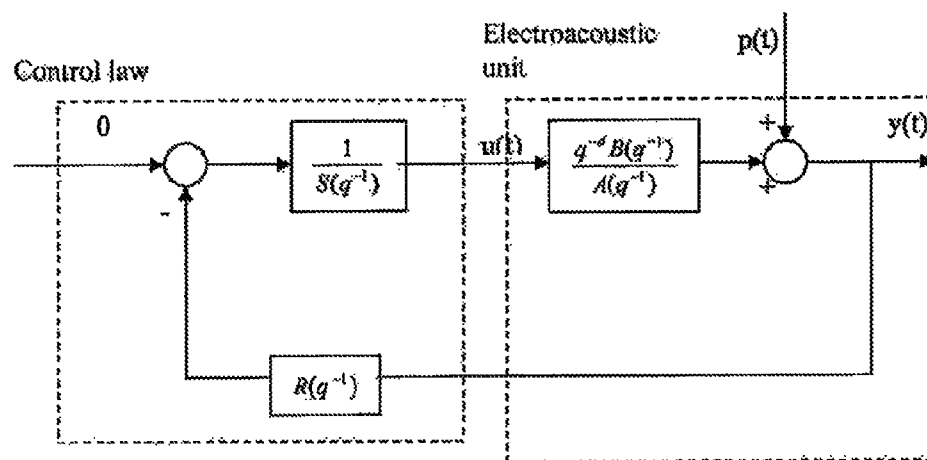 Electroacoustic
unit
p(t)
Control law
0
+
y(t)
1
S(q⁻¹)
u(t)
q⁻ᵈ B(q⁻¹)
A(q⁻¹)
+
-
R(q⁻¹)